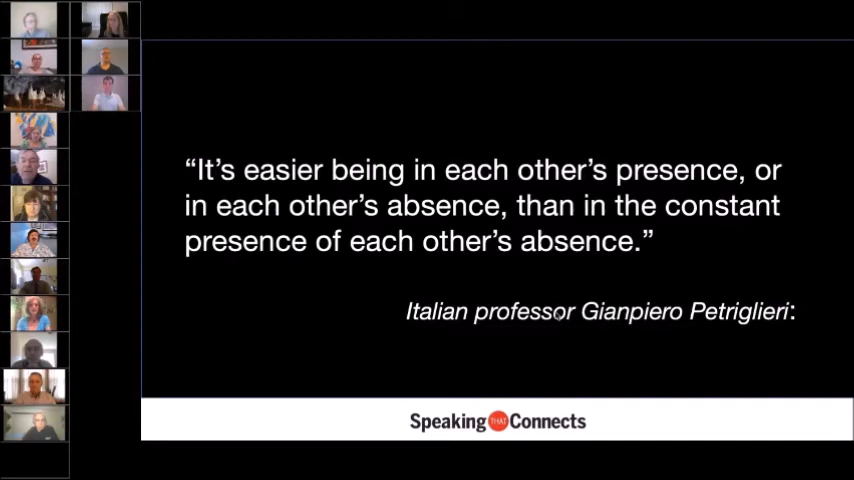 “It’s easier being in each other’s presence, or
in each other’s absence, than in the constant
presence of each other’s absence.”
Italian professor Gianpiero Petriglieri:
Speaking THAT Connects